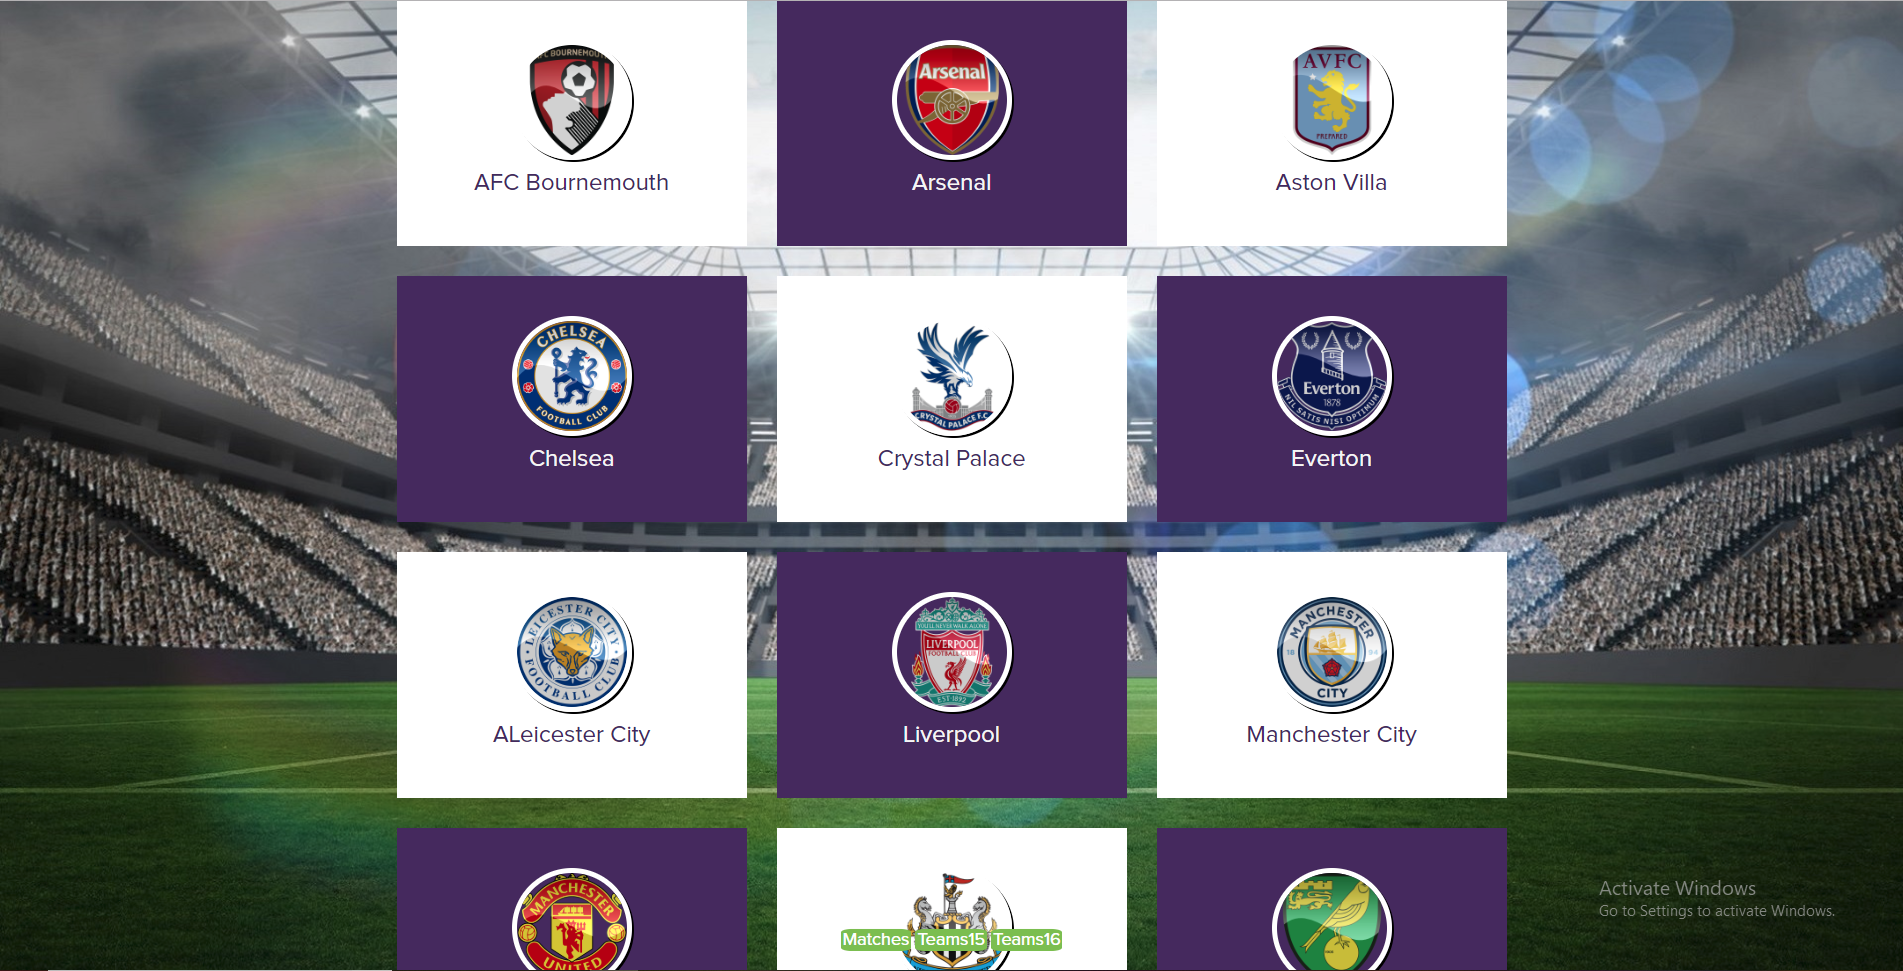 AFC BOURNEMOUTH
Arsenal
AVFC
PREPARED
AFC Bournemouth
Arsenal
Aston Villa
CHELSEA
FOOTBALL CLUB
CRYSTAL PALACE F.C.
Everton
1878
NIL SATIS NISI OPTIMUM
Chelsea
Crystal Palace
Everton
LEICESTER CITY
FOOTBALL CLUB
YOU'LL NEVER WALK ALONE
LIVERPOOL
FOOTBALL CLUB
EST·1892
MANCHESTER
18 94
CITY
ALeicester City
Liverpool
Manchester City
MANCHESTER
UNITED
Matches Teams15 Teams16
Activate Windows
Go to Settings to activate Windows.